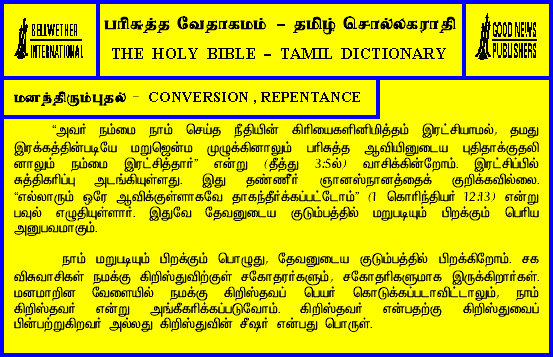 BELLWETHER
INTERNATIONAL
பரிசுத்த வேதாகமம் - தமிழ் சொல்லகராதி
THE HOLY BIBLE - TAMIL DICTIONARY
GOOD NEWS
PUBLISHERS
மனத்திரும்புதல் - CONVERSION , REPENTANCE
“அவர் நம்மை நாம் செய்த நீதியின் கிரியைகளினிமித்தம் இரட்சியாமல், தமது
இரக்கத்தின்படியே மறுஜென்ம முழுக்கினாலும் பரிசுத்த ஆவியினுடைய புதிதாக்குதலி
னாலும் நம்மை இரட்சித்தார்” என்று (தீத்து 3:5ல்) வாசிக்கின்றோம். இரட்சிப்பில்
சுத்திகரிப்பு அடங்கியுள்ளது. இது தண்ணீர் ஞானஸ்நானத்தைக் குறிக்கவில்லை.
“எல்லாரும் ஒரே ஆவிக்குள்ளாகவே தாகந்தீர்க்கப்பட்டோம்” (1 கொரிந்தியர் 12:13) என்று
பவுல் எழுதியுள்ளார். இதுவே தேவனுடைய குடும்பத்தில் மறுபடியும் பிறக்கும் பெரிய
அனுபவமாகும்.
நாம் மறுபடியும் பிறக்கும் பொழுது, தேவனுடைய குடும்பத்தில் பிறக்கிறோம். சக
விசுவாசிகள் நமக்கு கிறிஸ்துவிற்குள் சகோதரர்களும், சகோதரிகளுமாக இருக்கிறார்கள்.
மனமாறின வேளையில் நமக்கு கிறிஸ்தவப் பெயர் கொடுக்கப்படாவிட்டாலும், நாம்
கிறிஸ்தவர் என்று அங்கீகரிக்கப்படுவோம். கிறிஸ்தவர் என்பதற்கு கிறிஸ்துவைப்
பின்பற்றுகிறவர் அல்லது கிறிஸ்துவின் சீஷர் என்பது பொருள்.